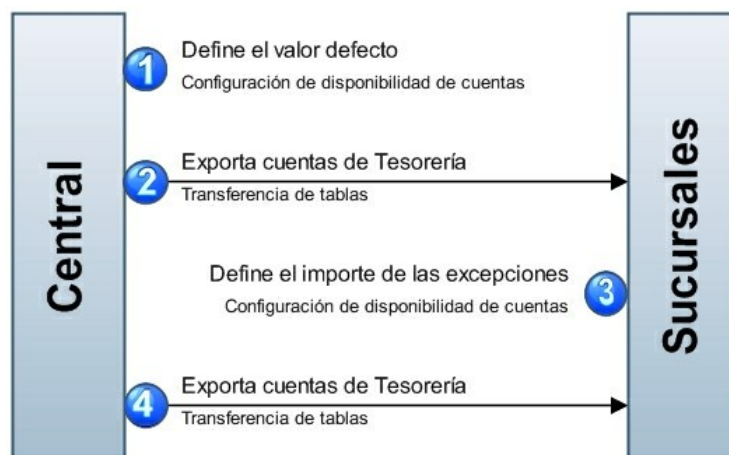 Central
1
Define el valor defecto
Configuración de disponibilidad de cuentas
2
Exporta cuentas de Tesorería
Transferencia de tablas
Define el importe de las excepciones
Configuración de disponibilidad de cuentas
3
4
Exporta cuentas de Tesorería
Transferencia de tablas
Sucursales